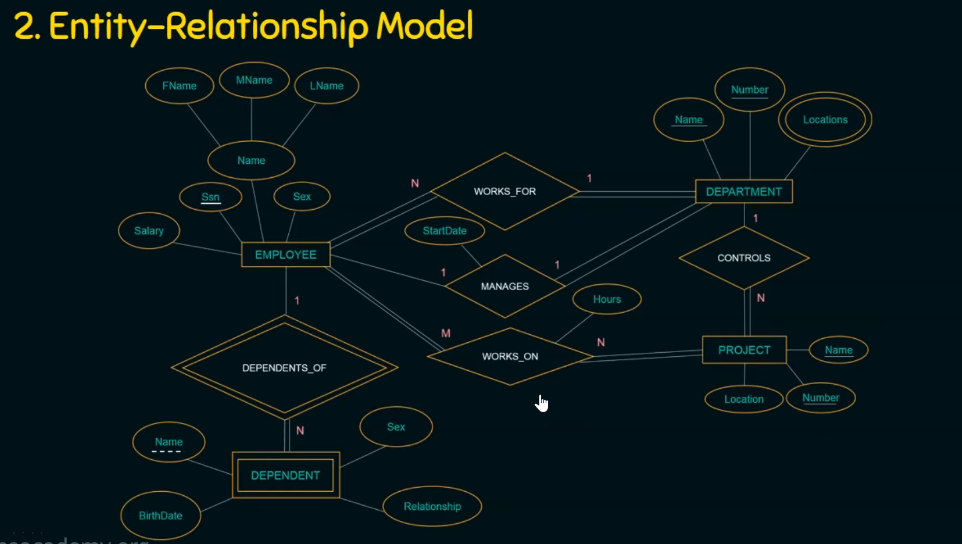 2. Entity-Relationship Model
FName
MName
LName
Name
Ssn
Sex
Salary
EMPLOYEE
N
WORKS_FOR
1
Name
Number
Locations
DEPARTMENT
StartDate
1
MANAGES
1
1
CONTROLS
N
M
WORKS_ON
N
Hours
PROJECT
Name
Location
Number
1
DEPENDENTS_OF
N
Name
Sex
DEPENDENT
BirthDate
Relationship